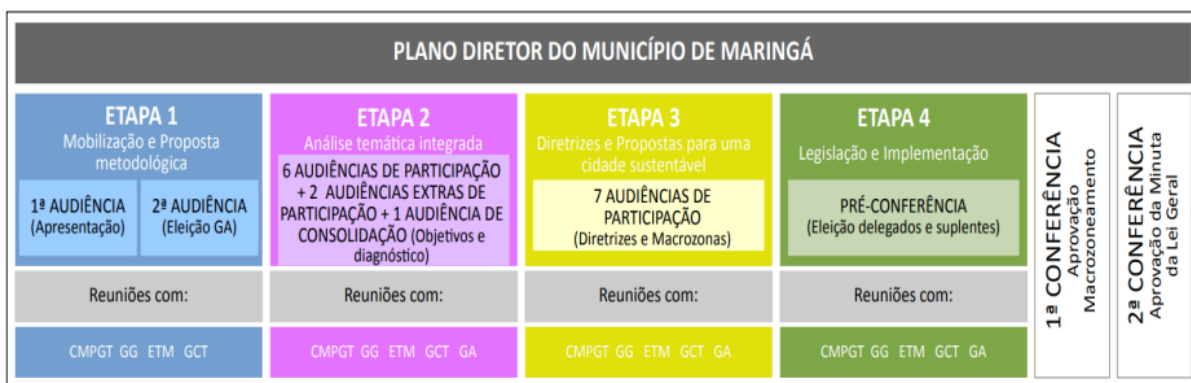 PLANO DIRETOR DO MUNICÍPIO DE MARINGÁ
ETAPA 1
Mobilização e Proposta
metodológica
1ª AUDIÊNCIA
(Apresentação)
2ª AUDIÊNCIA
(Eleição GA)
Reuniões com:
CMPGT GG ETM GCT
ETAPA 2
Análise temática integrada
6 AUDIÊNCIAS DE PARTICIPAÇÃO
+ 2 AUDIÊNCIAS EXTRAS DE
PARTICIPAÇÃO + 1 AUDIÊNCIA DE
CONSOLIDAÇÃO (Objetivos e
diagnóstico)
Reuniões com:
CMPGT GG ETM GCT GA
ETAPA 3
Diretrizes e Propostas para uma
cidade sustentável
7 AUDIÊNCIAS DE
PARTICIPAÇÃO
(Diretrizes e Macrozonas)
Reuniões com:
CMPGT GG ETM GCT GA
ETAPA 4
Legislação e Implementação
PRÉ-CONFERÊNCIA
(Eleição delegados e suplentes)
Reuniões com:
CMPGT GG ETM GCT GA
1ª CONFERÊNCIA
Aprovação
Macrozoneamento
2ª CONFERÊNCIA
Aprovação da Minuta
da Lei Geral